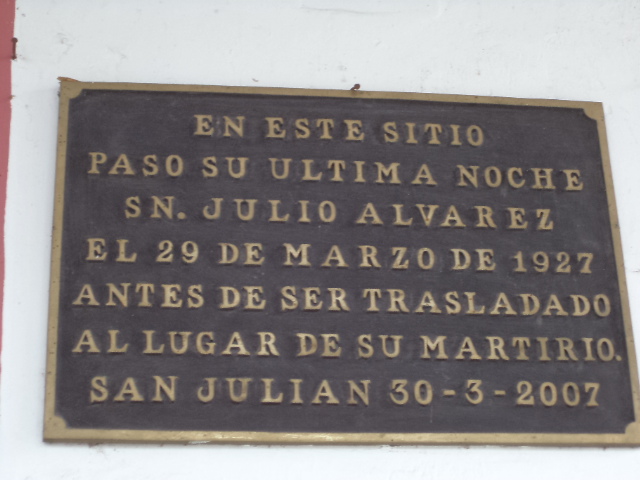 EN ESTE SITIO
PASO SU ULTIMA NOCHE
SN. JULIO ALVAREZ
EL 29 DE MARZO DE 1927
ANTES DE SER TRASLADADO
AL LUGAR DE SU MARTIRIO.
SAN JULIAN 30-3-2007